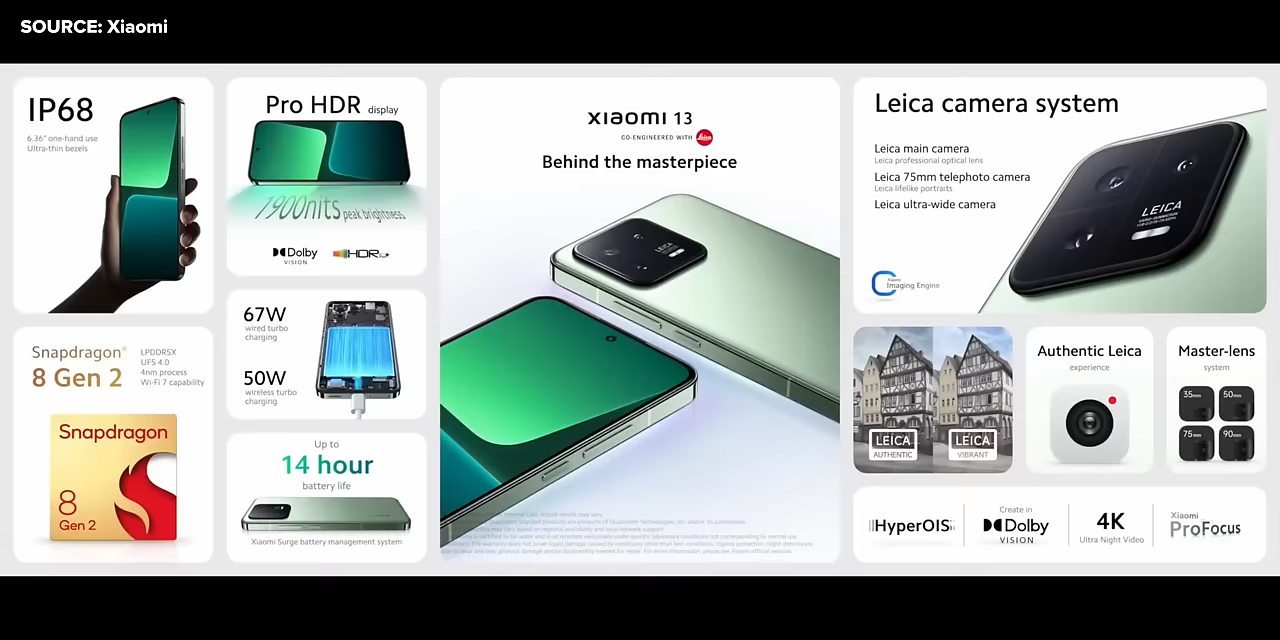 SOURCE: Xiaomi
IP68
6.36" one-hand use
Ultra-thin bezels
Snapdragon®
8 Gen 2
LPDDR5X
UFS 4.0
4nm process
Wi-Fi 7 capability
Snapdragon
8
Gen 2
Pro HDR display
1900nits peak brightness
Dolby
VISION
HDR10+
67W
wired turbo
charging
50W
wireless turbo
charging
Up to
14 hour
battery life
Xiaomi Surge battery management system
xiaomi 13
CO-ENGINEERED WITH Leica
Behind the masterpiece
LEICA
Leica camera system
Leica main camera
Leica professional optical lens
Leica 75mm telephoto camera
Leica lifelike portraits
Leica ultra-wide camera
Xiaomi
Imaging Engine
LEICA
LEICA
AUTHENTIC
LEICA
VIBRANT
Authentic Leica
experience
Master-lens
system
35mm
50mm
75mm
90mm
HyperOIS
Create in
Dolby
VISION
4K
Ultra Night Video
Xiaomi
ProFocus